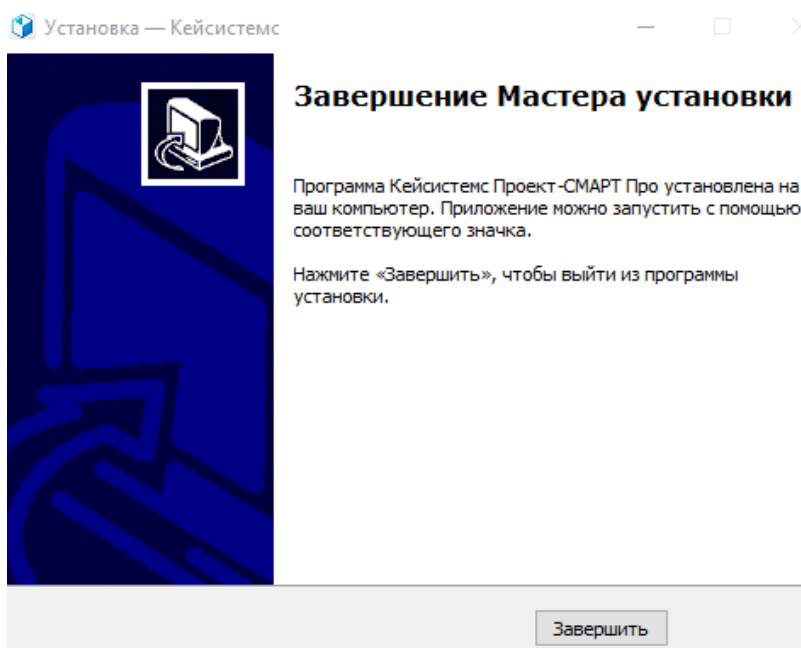 Установка — Кейсистемс
Завершение Мастера установки
Программа Кейсистемс Проект-СМАРТ Про установлена на
ваш компьютер. Приложение можно запустить с помощью
соответствующего значка.
Нажмите «Завершить», чтобы выйти из программы
установки.
Завершить